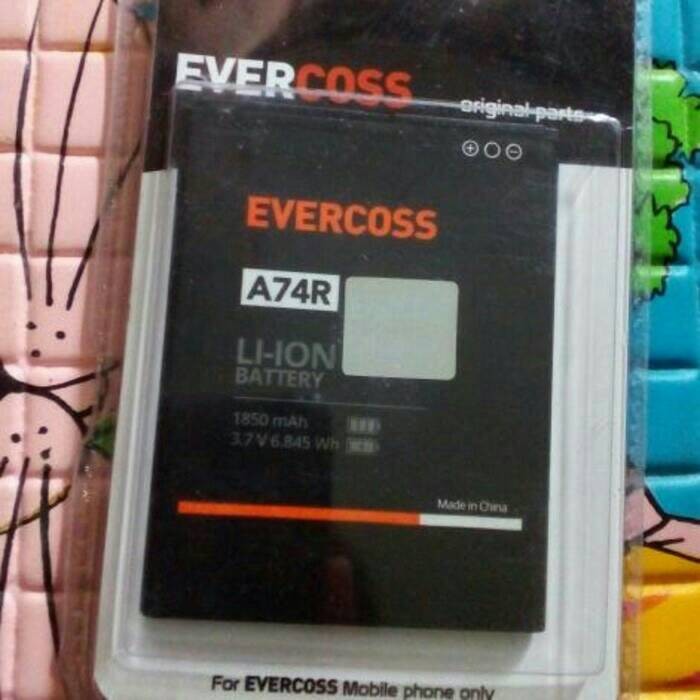 EVERCOSS
original parts
EVERCOSS
A74R
LI-ION
BATTERY
1850 mAh
3.7 V 6.845 Wh
Made in China
For EVERCOSS Mobile phone only